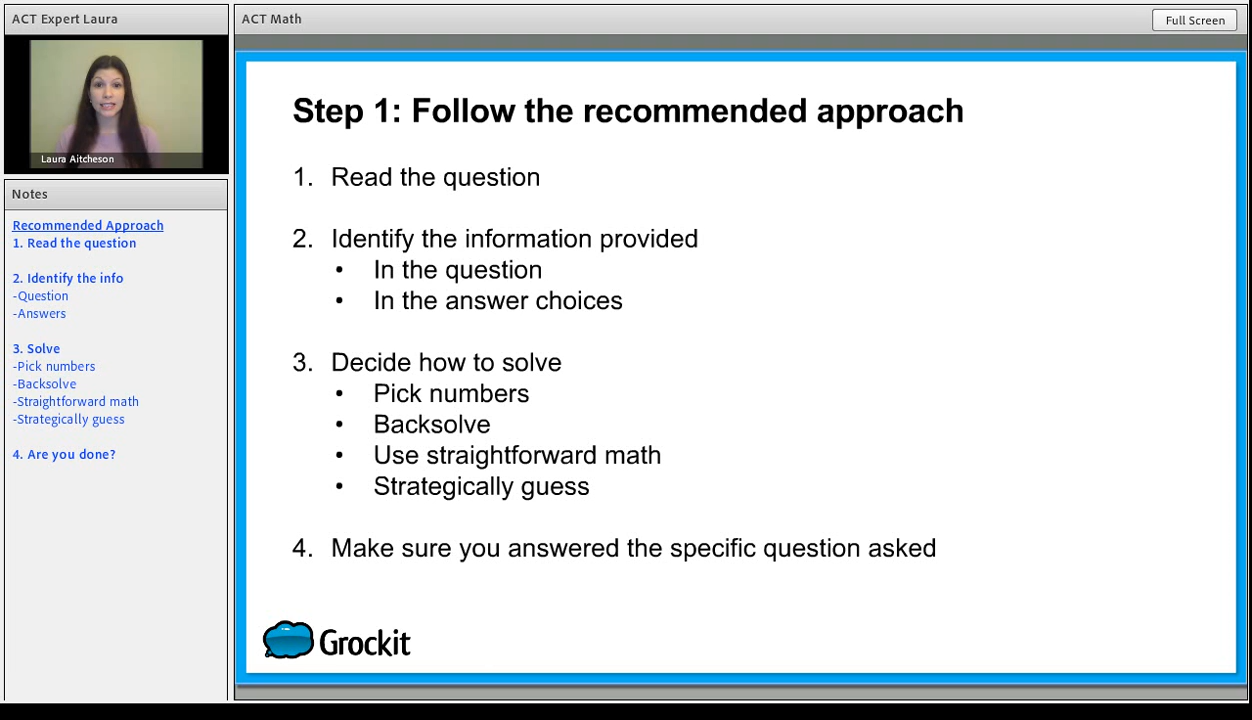 ACT Expert Laura
Laura Aitcheson
Notes
Recommended Approach
1. Read the question
2. Identify the info
-Question
-Answers
3. Solve
-Pick numbers
-Backsolve
-Straightforward math
-Strategically guess
4. Are you done?
ACT Math
Full Screen
Step 1: Follow the recommended approach
1. Read the question
2. Identify the information provided
• In the question
• In the answer choices
3. Decide how to solve
• Pick numbers
• Backsolve
• Use straightforward math
• Strategically guess
4. Make sure you answered the specific question asked
Grockit